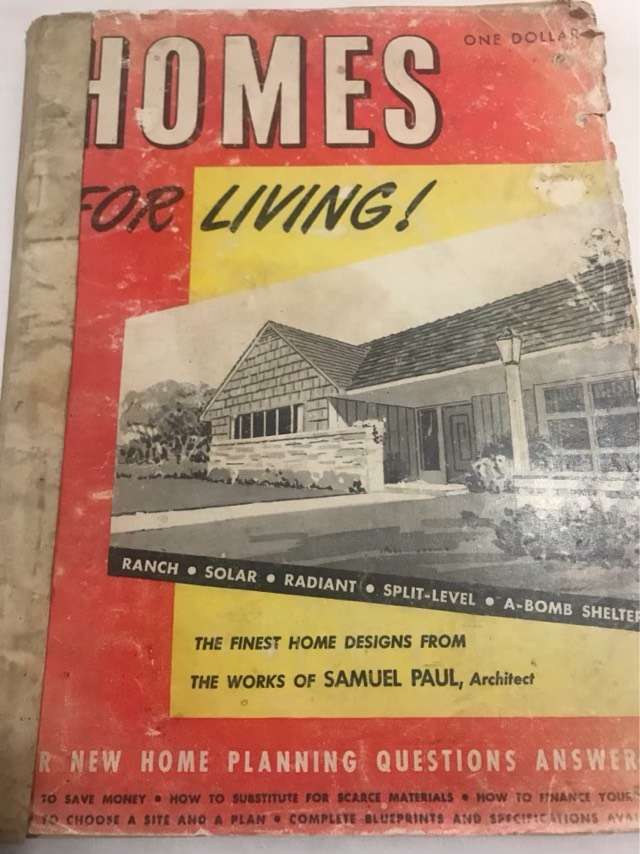 ONE DOLLAR
HOMES
FOR LIVING!
RANCH • SOLAR • RADIANT • SPLIT-LEVEL • A-BOMB SHELTER
THE FINEST HOME DESIGNS FROM
THE WORKS OF SAMUEL PAUL, Architect
R NEW HOME PLANNING QUESTIONS ANSWER
TO SAVE MONEY • HOW TO SUBSTITUTE FOR SCARCE MATERIALS • HOW TO FINANCE YOUR
TO CHOOSE A SITE AND A PLAN • COMPLETE BLUEPRINTS AND SPECIFICATIONS AVA